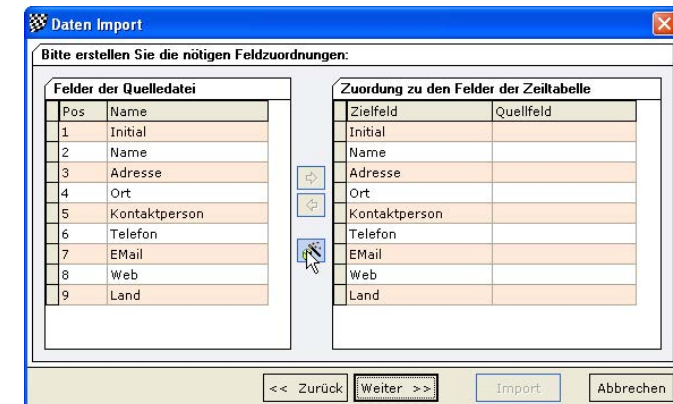 Daten Import
Bitte erstellen Sie die nötigen Feldzuordnungen:
Felder der Quelledatei
Pos Name
1 Initial
2 Name
3 Adresse
4 Ort
5 Kontaktperson
6 Telefon
7 EMail
8 Web
9 Land
Zuordung zu den Felder der Zeiltabelle
Zielfeld Quellfeld
Initial
Name
Adresse
Ort
Kontaktperson
Telefon
EMail
Web
Land
<< Zurück Weiter >> Import Abbrechen